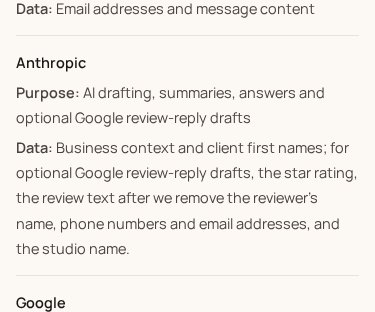 Data: Email addresses and message content
Anthropic
Purpose: AI drafting, summaries, answers and
optional Google review-reply drafts
Data: Business context and client first names; for
optional Google review-reply drafts, the star rating,
the review text after we remove the reviewer's
name, phone numbers and email addresses, and
the studio name.
Google